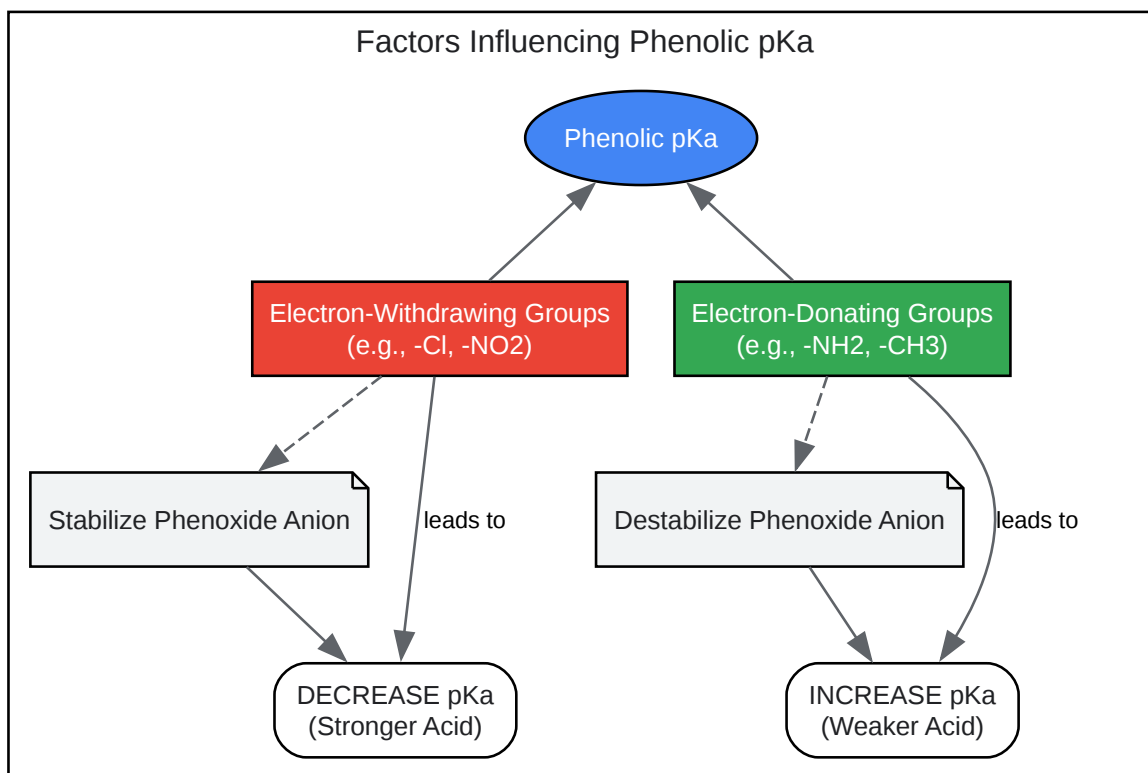 Factors Influencing Phenolic pKa
Phenolic pKa
Electron-Withdrawing Groups
(e.g., -Cl, -NO2)
Electron-Donating Groups
(e.g., -NH2, -CH3)
Stabilize Phenoxide Anion
leads to
Destabilize Phenoxide Anion
leads to
DECREASE pKa
(Stronger Acid)
INCREASE pKa
(Weaker Acid)